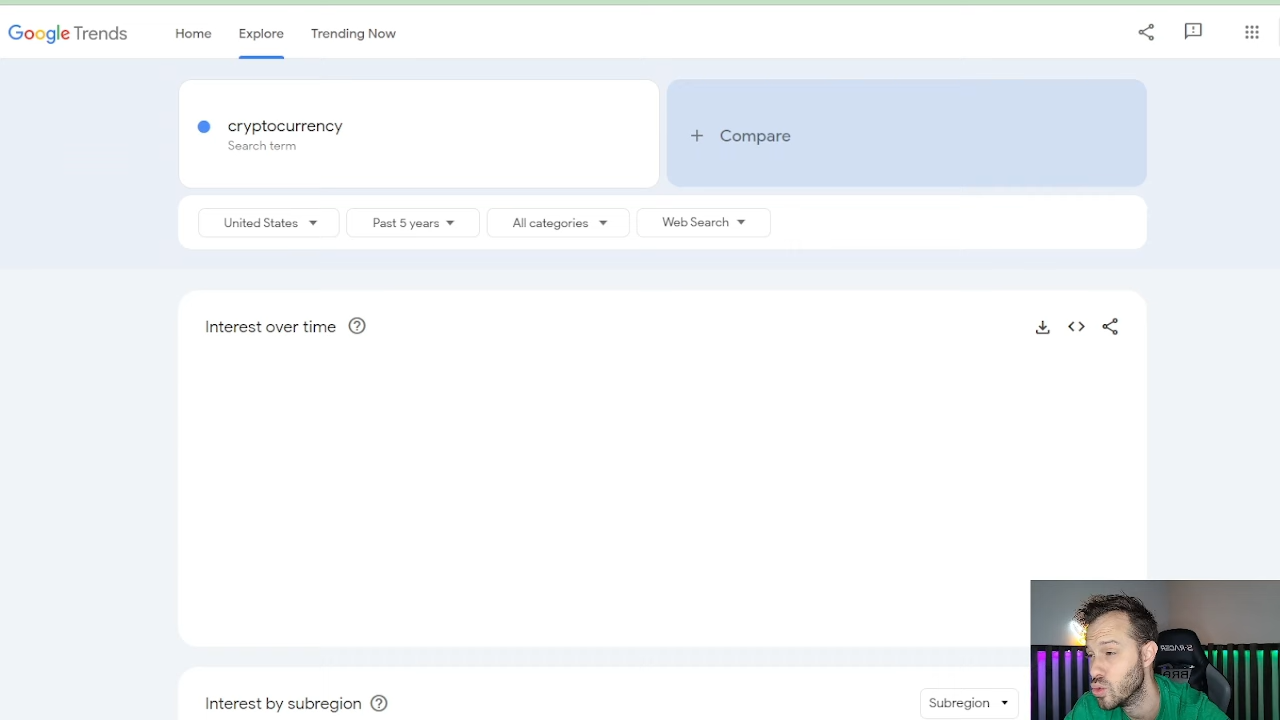 Google Trends
Home
Explore
Trending Now
cryptocurrency
Search term
+ Compare
United States
Past 5 years
All categories
Web Search
Interest over time
Interest by subregion
Subregion